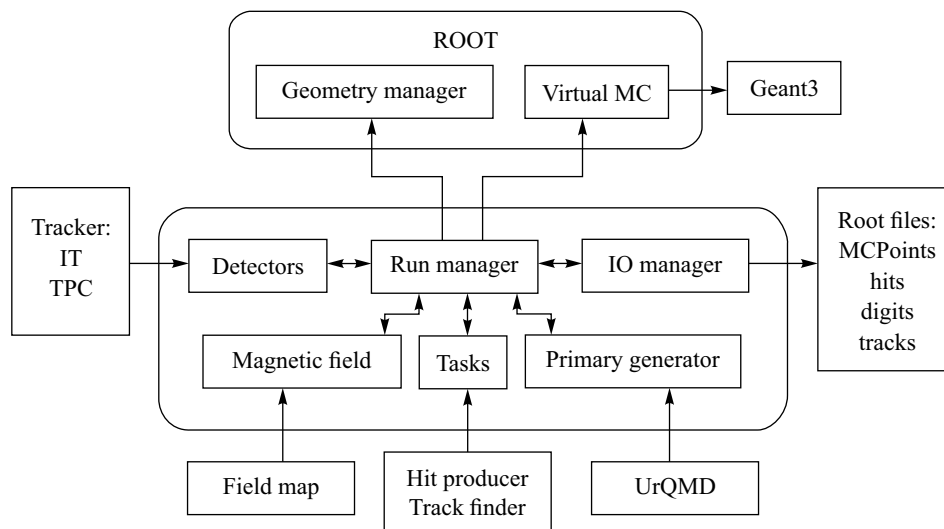 ROOT
Geometry manager
Virtual MC
Geant3
Tracker:
IT
TPC
Detectors
Run manager
IO manager
Root files:
MCPoints
hits
digits
tracks
Magnetic field
Tasks
Primary generator
Field map
Hit producer
Track finder
UrQMD